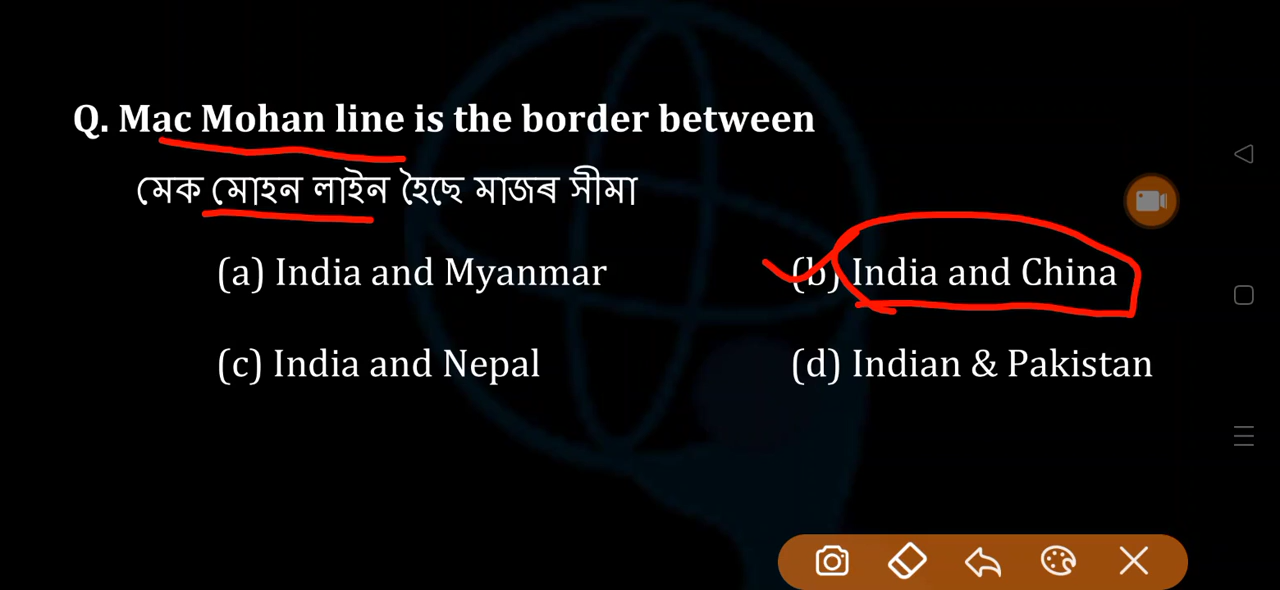 Q. Mac Mohan line is the border between
মেক মোহন লাইন হৈছে মাজৰ সীমা
(a) India and Myanmar (b) India and China
(c) India and Nepal (d) Indian & Pakistan